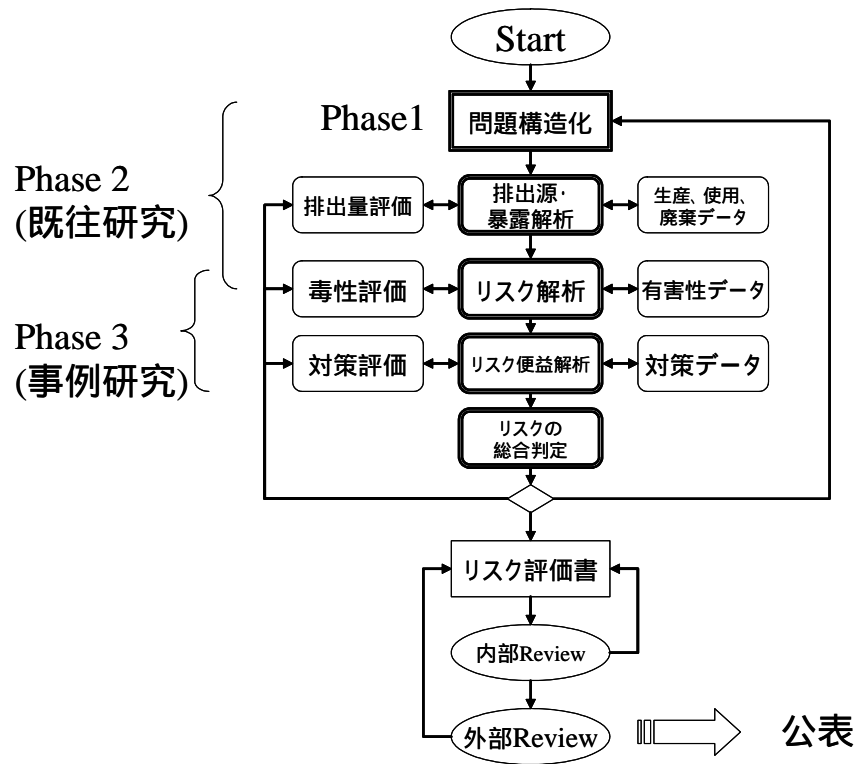 Start
Phase1
問題構造化
Phase 2
(既往研究)
排出量評価
排出源・
暴露解析
生産、使用、
廃棄データ
毒性評価
リスク解析
有害性データ
Phase 3
(事例研究)
対策評価
リスク便益解析
対策データ
リスクの
総合判定
リスク評価書
内部Review
外部Review
公表